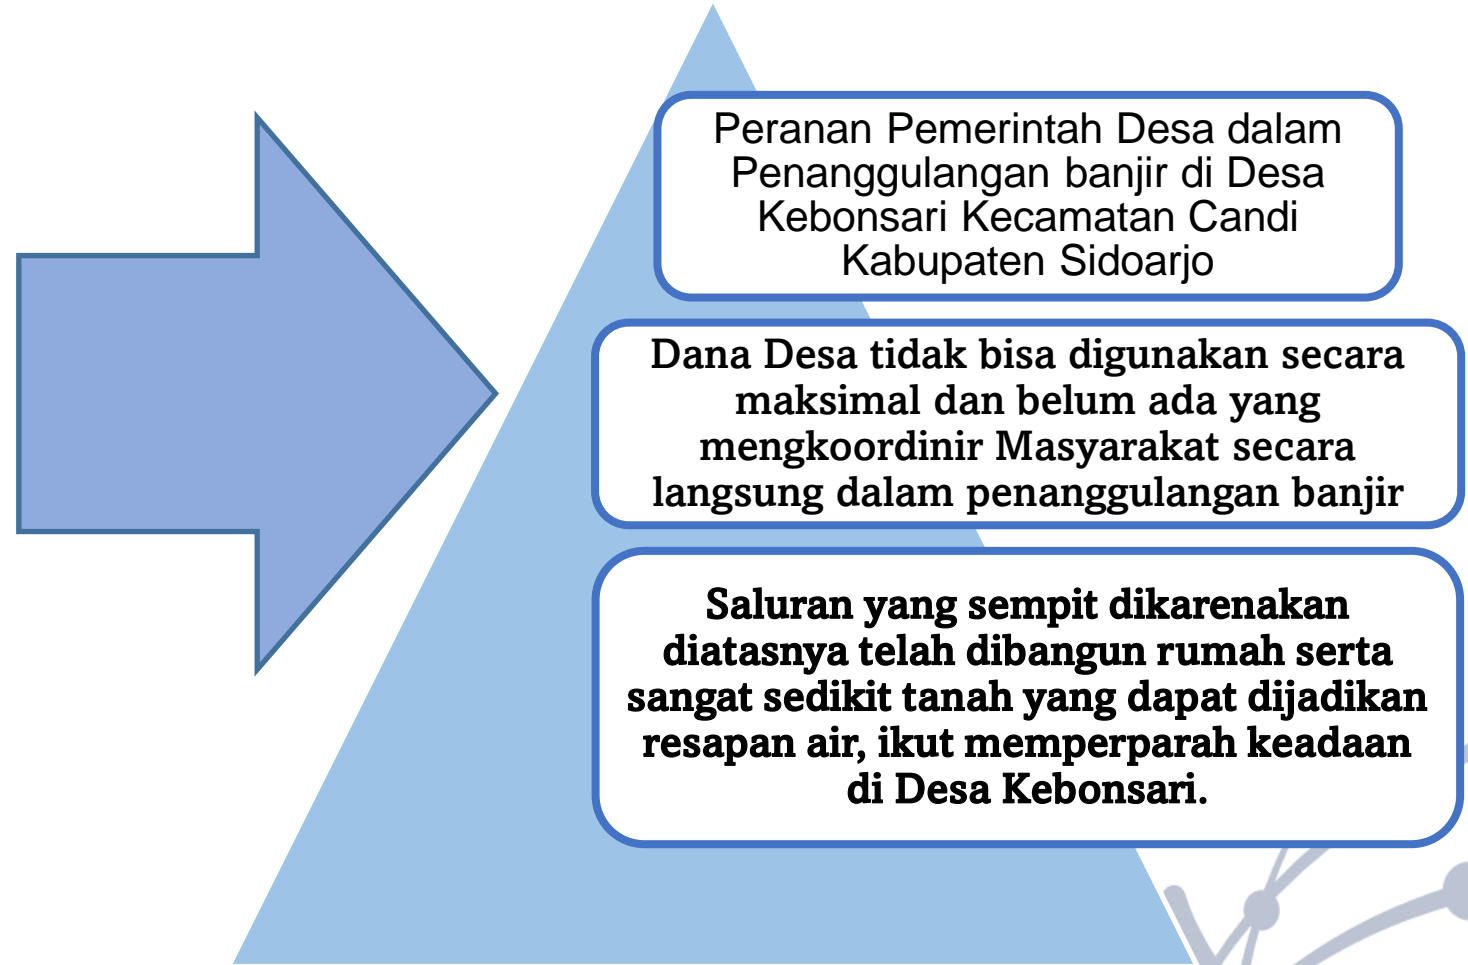 Peranan Pemerintah Desa dalam
Penanggulangan banjir di Desa
Kebonsari Kecamatan Candi
Kabupaten Sidoarjo
Dana Desa tidak bisa digunakan secara
maksimal dan belum ada yang
mengkoordinir Masyarakat secara
langsung dalam penanggulangan banjir
Saluran yang sempit dikarenakan
diatasnya telah dibangun rumah serta
sangat sedikit tanah yang dapat dijadikan
resapan air, ikut memperparah keadaan
di Desa Kebonsari.